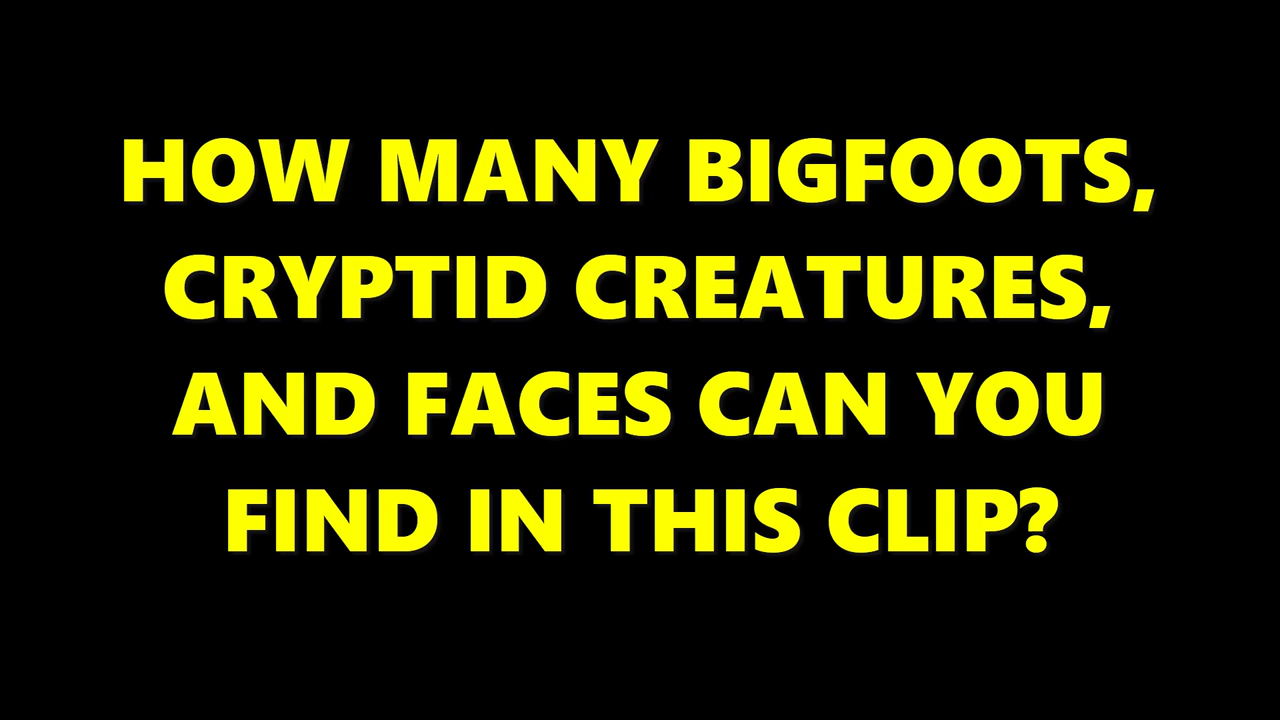 HOW MANY BIGFOOTS,
CRYPTID CREATURES,
AND FACES CAN YOU
FIND IN THIS CLIP?